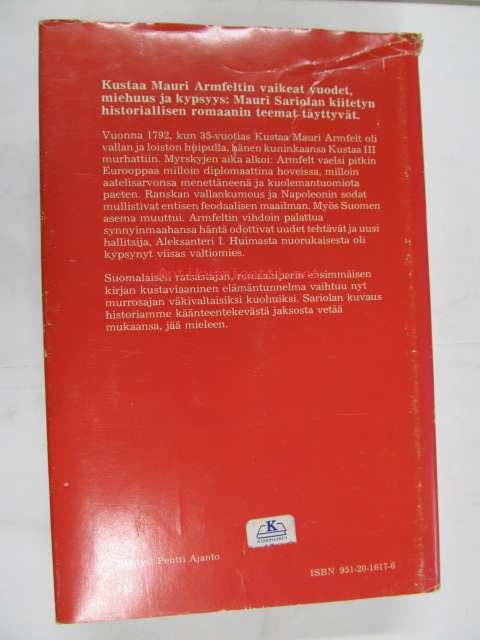 Kustaa Mauri Armfeltin vaikeat vuodet,
miehuus ja kypsyys: Mauri Sariolan kiitetyn
historiallisen romaanin teemat täyttyvät.
Vuonna 1792, kun 35-vuotias Kustaa Mauri Armfelt oli
vallan ja loiston huipulla, hänen kuninkaansa Kustaa III
murhattiin. Myrskyjen aika alkoi: Armfelt vaelsi pitkin
Eurooppaa milloin diplomaattina hoveissa, milloin
aatelisarvonsa menettäneenä ja kuolemantuomiota
paeten. Ranskan vallankumous ja Napoleonin sodat
mullistivat entisen feodaalisen maailman. Myös Suomen
asema muuttui. Armfeltin vihdoin palattua
synnyinmaahansa häntä odottivat uudet tehtävät ja uusi
hallitsija, Aleksanteri I. Huimasta nuorukaisesta oli
kypsynyt viisas valtiomies.
Suomalaisen ratsastajan, romaaniparin ensimmäisen
kirjan kustaviaaninen elämäntunnelma vaihtuu nyt
murrosajan väkivaltaisiksi kuohuiksi. Sariolan kuvaus
historiamme käänteentekevästä jaksosta vetää
mukaansa, jää mieleen.
K
KIRJAYHTYMÄ
Pentti Ajanto
ISBN 951-20-1617-6